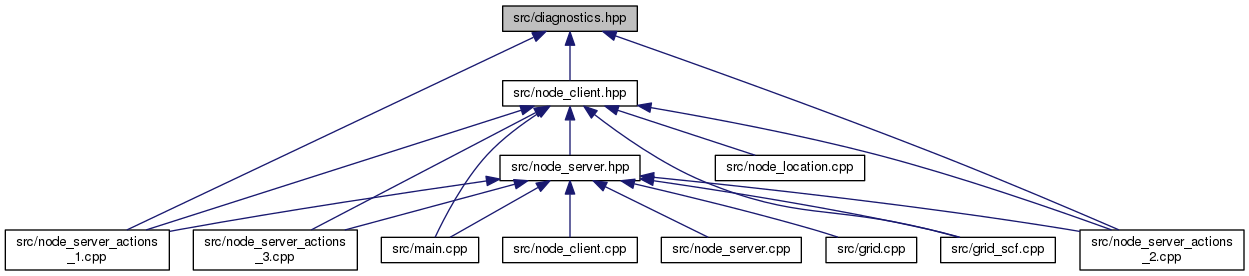 src/diagnostics.hpp
src/node_client.hpp
src/node_server.hpp
src/node_location.cpp
src/node_server_actions
_1.cpp
src/node_server_actions
_3.cpp
src/main.cpp
src/node_client.cpp
src/node_server.cpp
src/grid.cpp
src/grid_scf.cpp
src/node_server_actions
_2.cpp